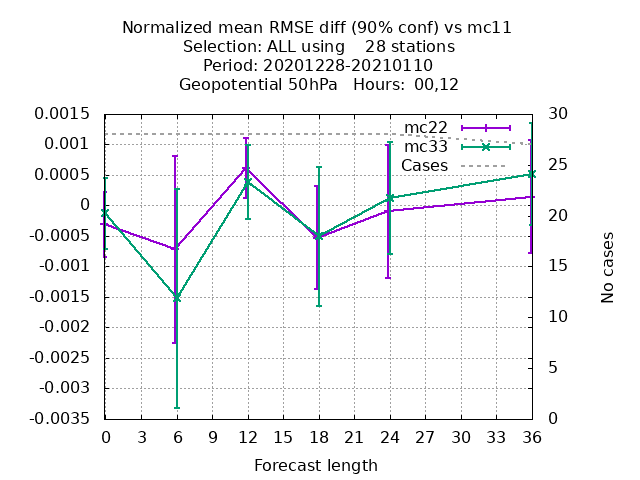 Normalized mean RMSE diff (90% conf) vs mc11
Selection: ALL using    28 stations
Period: 20201228-20210110
Geopotential 50hPa   Hours: 00,12
0.0015
0.001
0.0005
0
-0.0005
-0.001
-0.0015
-0.002
-0.0025
-0.003
-0.0035
mc22
mc33
Cases
30
25
20
15
10
5
0
No cases
0 3 6 9 12 15 18 21 24 27 30 33 36
Forecast length